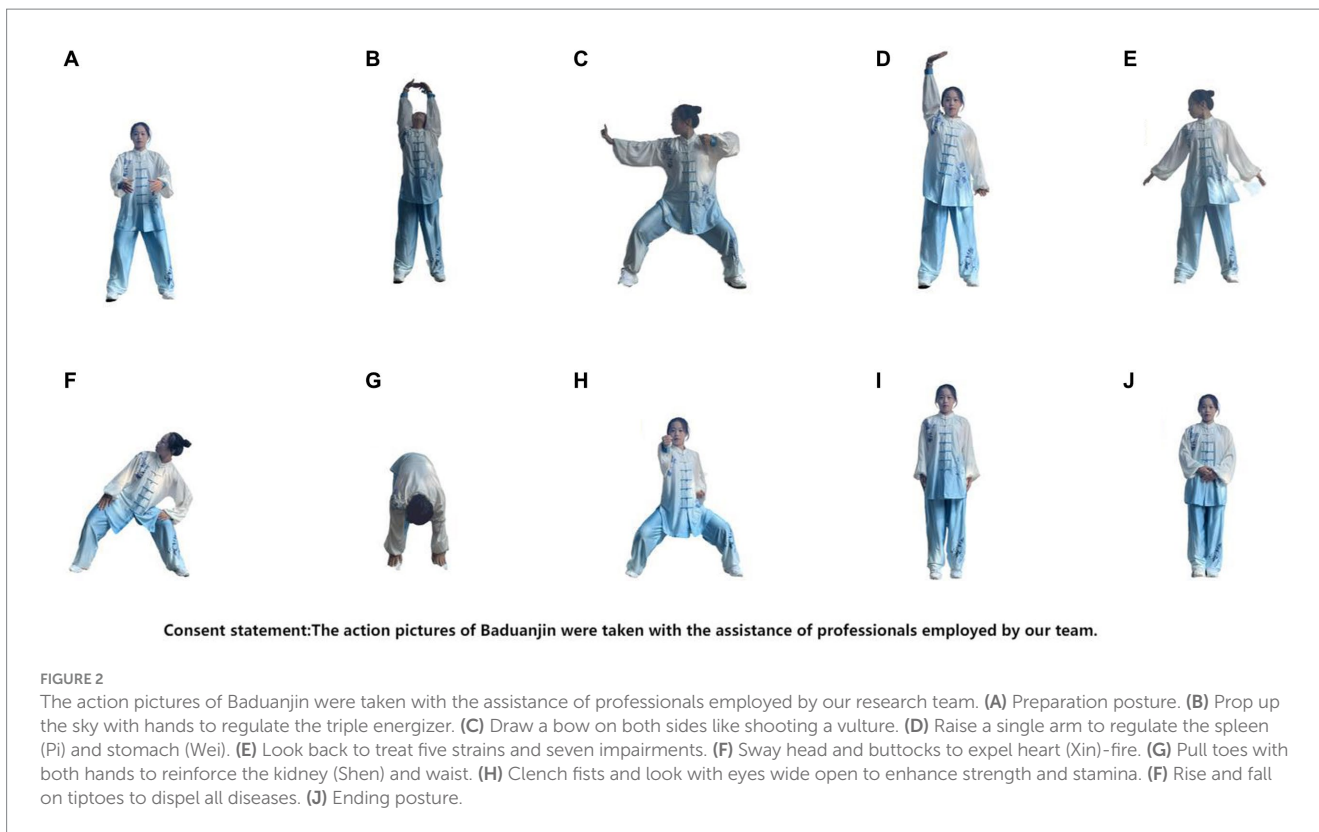 A
B
C
D
E
F
G
H
I
J
Consent statement:The action pictures of Baduanjin were taken with the assistance of professionals employed by our team.
FIGURE 2
The action pictures of Baduanjin were taken with the assistance of professionals employed by our research team. (A) Preparation posture. (B) Prop up
the sky with hands to regulate the triple energizer. (C) Draw a bow on both sides like shooting a vulture. (D) Raise a single arm to regulate the spleen
(Pi) and stomach (Wei). (E) Look back to treat five strains and seven impairments. (F) Sway head and buttocks to expel heart (Xin)-fire. (G) Pull toes with
both hands to reinforce the kidney (Shen) and waist. (H) Clench fists and look with eyes wide open to enhance strength and stamina. (F) Rise and fall
on tiptoes to dispel all diseases. (J) Ending posture.